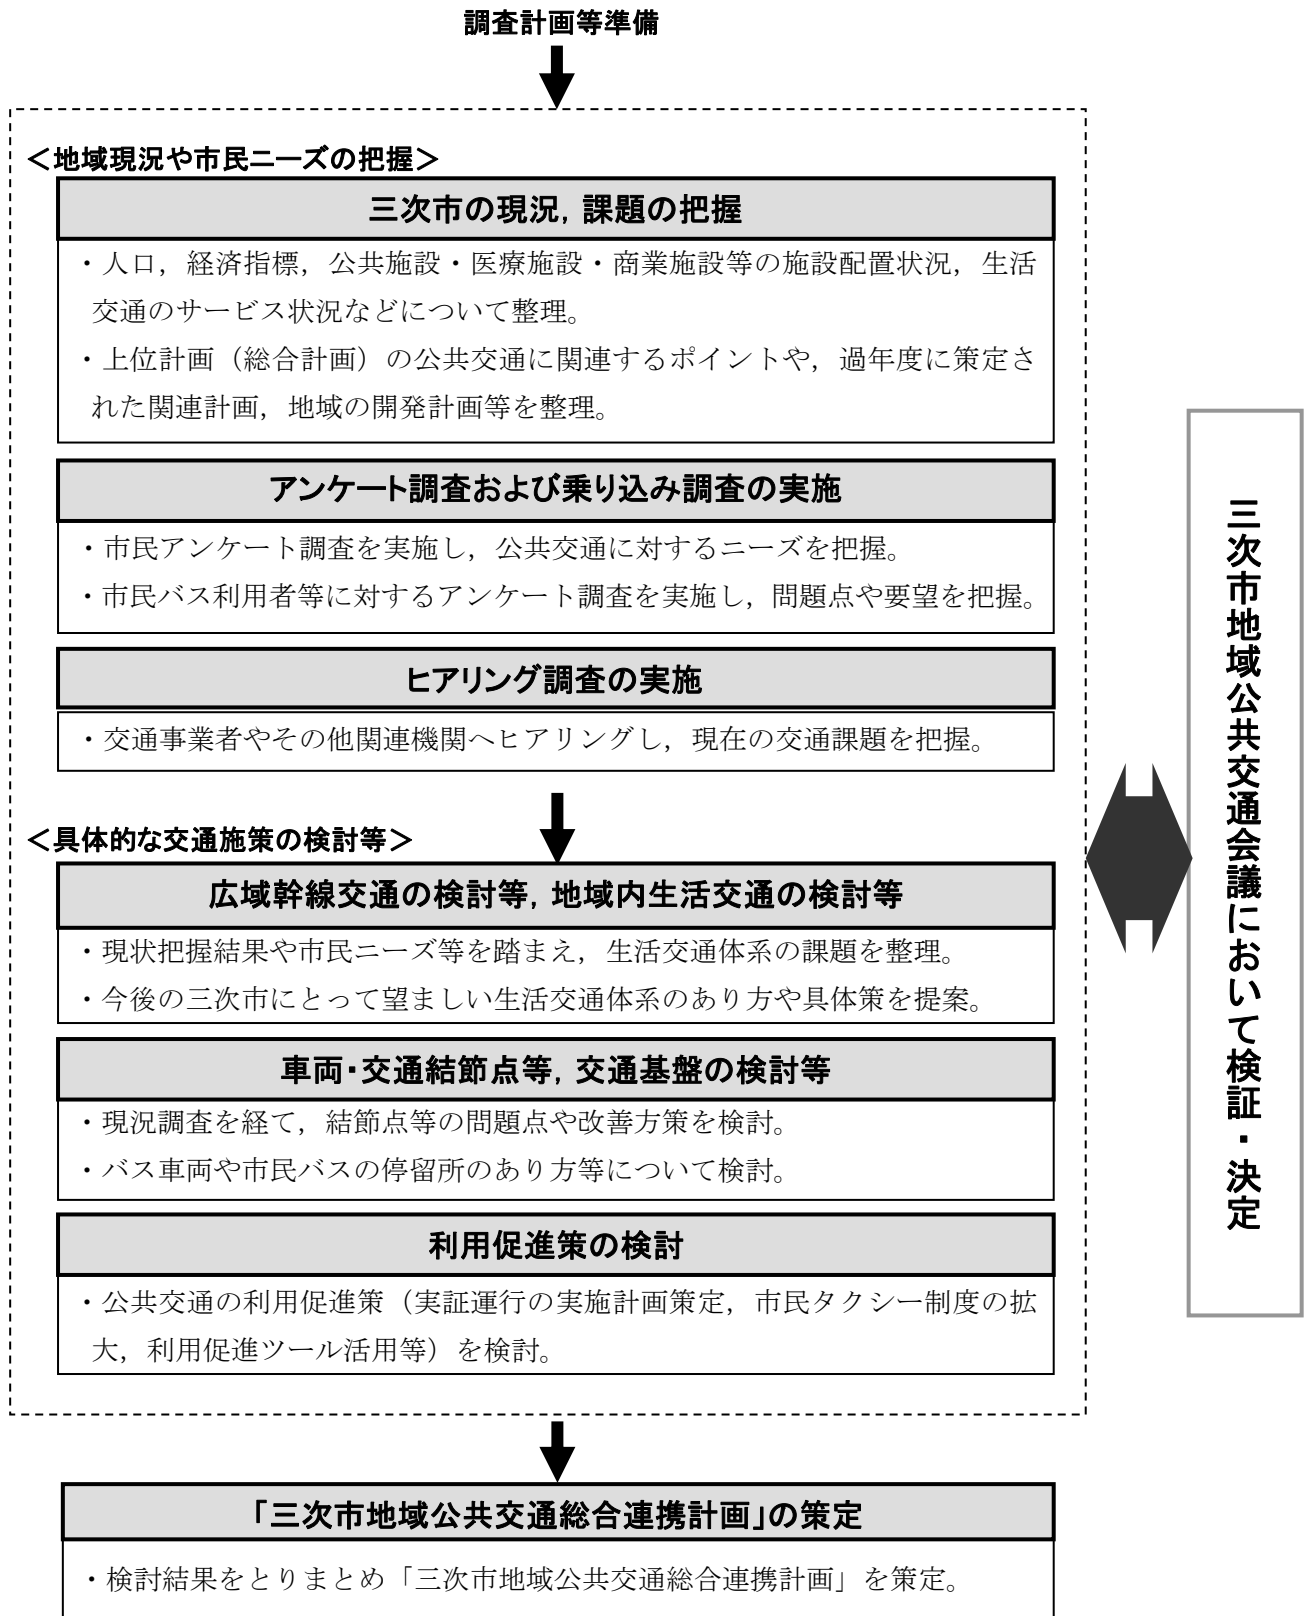 調査計画等準備
＜地域現況や市民ニーズの把握＞
三次市の現況，課題の把握
・人口，経済指標，公共施設・医療施設・商業施設等の施設配置状況，生活
交通のサービス状況などについて整理。
・上位計画（総合計画）の公共交通に関連するポイントや，過年度に策定さ
れた関連計画，地域の開発計画等を整理。
アンケート調査および乗り込み調査の実施
・市民アンケート調査を実施し，公共交通に対するニーズを把握。
・市民バス利用者等に対するアンケート調査を実施し，問題点や要望を把握。
ヒアリング調査の実施
・交通事業者やその他関連機関へヒアリングし，現在の交通課題を把握。
＜具体的な交通施策の検討等＞
広域幹線交通の検討等，地域内生活交通の検討等
・現状把握結果や市民ニーズ等を踏まえ，生活交通体系の課題を整理。
・今後の三次市にとって望ましい生活交通体系のあり方や具体策を提案。
車両・交通結節点等，交通基盤の検討等
・現況調査を経て，結節点等の問題点や改善方策を検討。
・バス車両や市民バスの停留所のあり方等について検討。
利用促進策の検討
・公共交通の利用促進策（実証運行の実施計画策定，市民タクシー制度の拡
大，利用促進ツール活用等）を検討。
三次市地域公共交通会議において検証・決定
「三次市地域公共交通総合連携計画」の策定
・検討結果をとりまとめ「三次市地域公共交通総合連携計画」を策定。